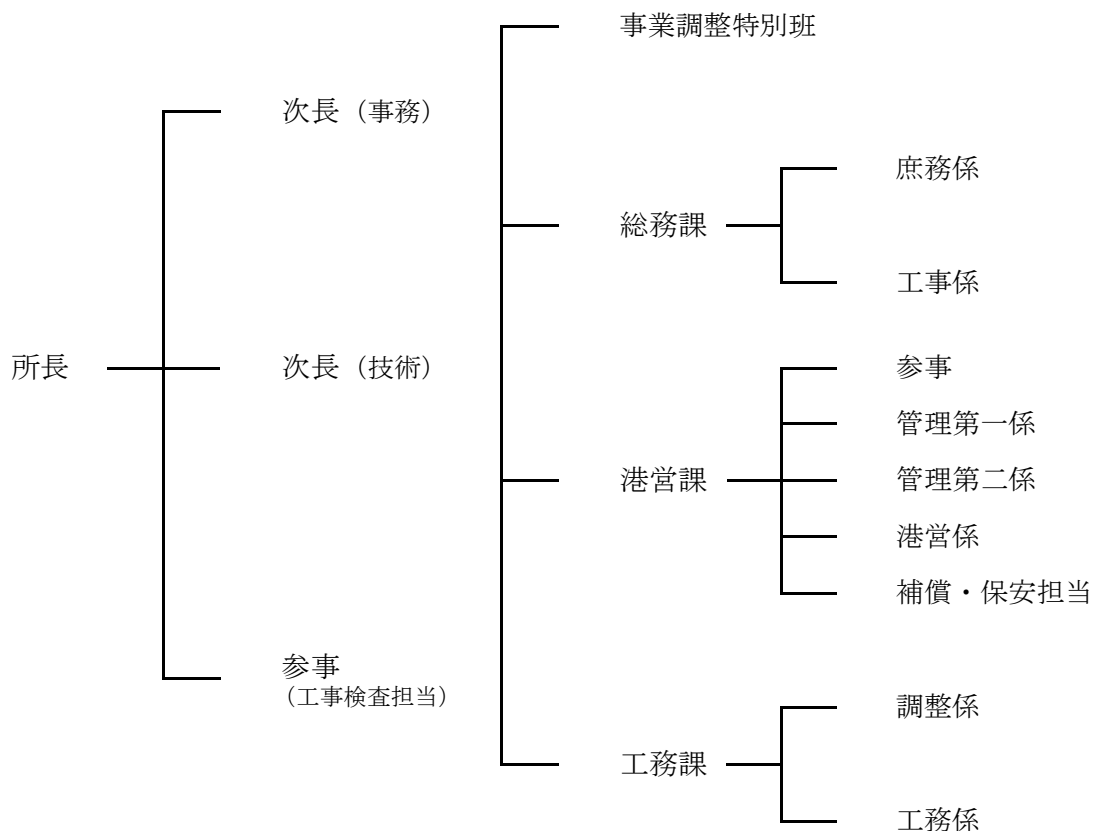 所長
次長（事務）
次長（技術）
参事
（工事検査担当）
事業調整特別班
総務課
庶務係
工事係
港営課
参事
管理第一係
管理第二係
港営係
補償・保安担当
工務課
調整係
工務係